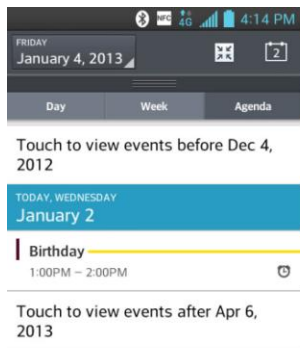 NFC 4G 4:14 PM
FRIDAY
January 4, 2013
2
Day Week Agenda
Touch to view events before Dec 4,
2012
TODAY, WEDNESDAY
January 2
Birthday
1:00PM – 2:00PM
Touch to view events after Apr 6,
2013